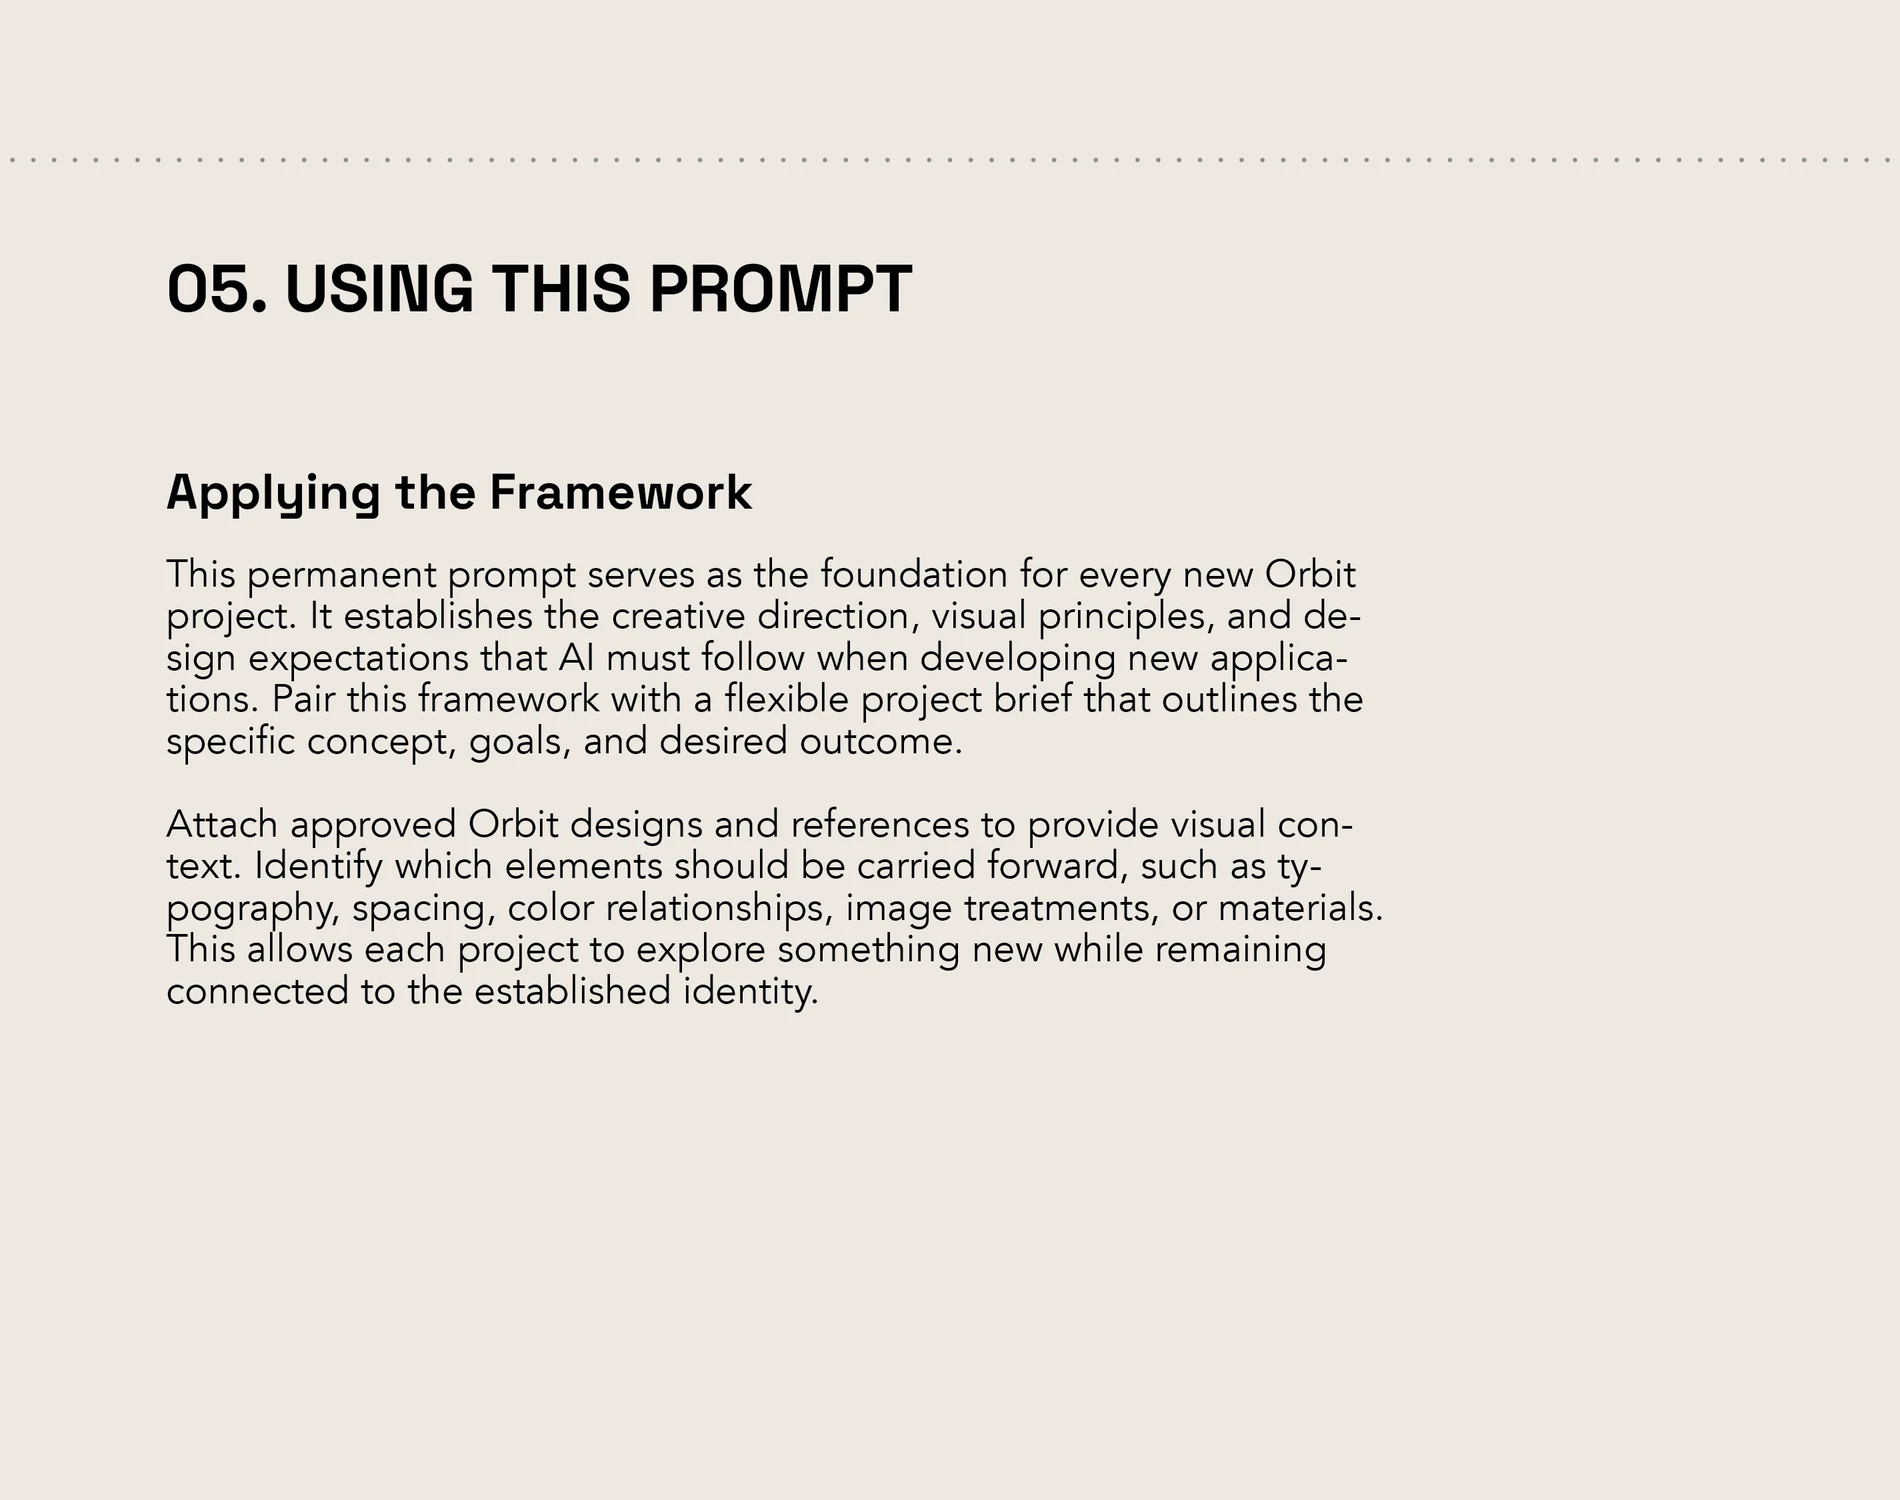 05. USING THIS PROMPT
Applying the Framework
This permanent prompt serves as the foundation for every new Orbit
project. It establishes the creative direction, visual principles, and de-
sign expectations that AI must follow when developing new applica-
tions. Pair this framework with a flexible project brief that outlines the
specific concept, goals, and desired outcome.
Attach approved Orbit designs and references to provide visual con-
text. Identify which elements should be carried forward, such as ty-
pography, spacing, color relationships, image treatments, or materials.
This allows each project to explore something new while remaining
connected to the established identity.